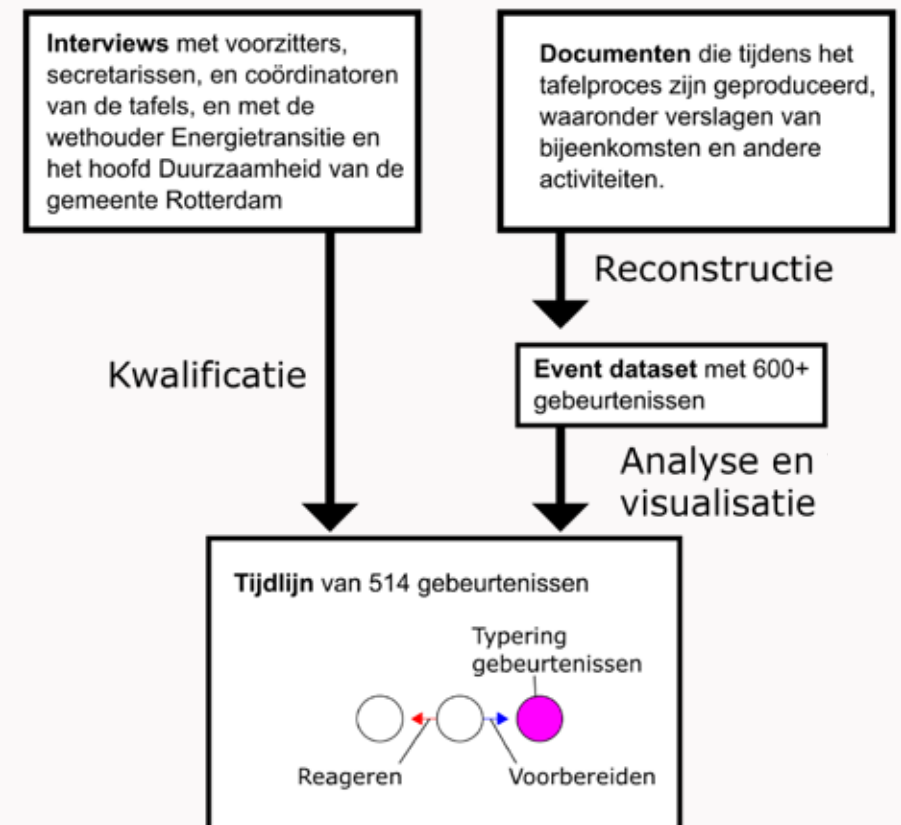 Interviews met voorzitters,
secretarissen, en coördinatoren
van de tafels, en met de
wethouder Energietransitie en
het hoofd Duurzaamheid van de
gemeente Rotterdam
Documenten die tijdens het
tafelproces zijn geproduceerd,
waaronder verslagen van
bijeenkomsten en andere
activiteiten.
Reconstructie
Kwalificatie
Event dataset met 600+
gebeurtenissen
Analyse en
visualisatie
Tijdlijn van 514 gebeurtenissen
Typering
gebeurtenissen
Reageren
Voorbereiden